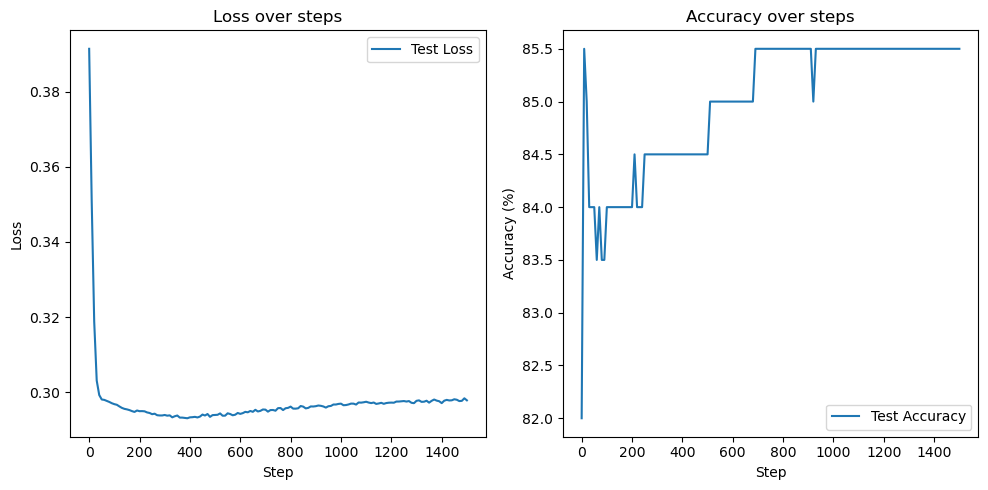 Loss over steps
Test Loss
0.38
0.36
0.34
0.32
0.30
Loss
0 200 400 600 800 1000 1200 1400
Step
Accuracy over steps
85.5
85.0
84.5
84.0
83.5
83.0
82.5
82.0
Accuracy (%)
Test Accuracy
0 200 400 600 800 1000 1200 1400
Step